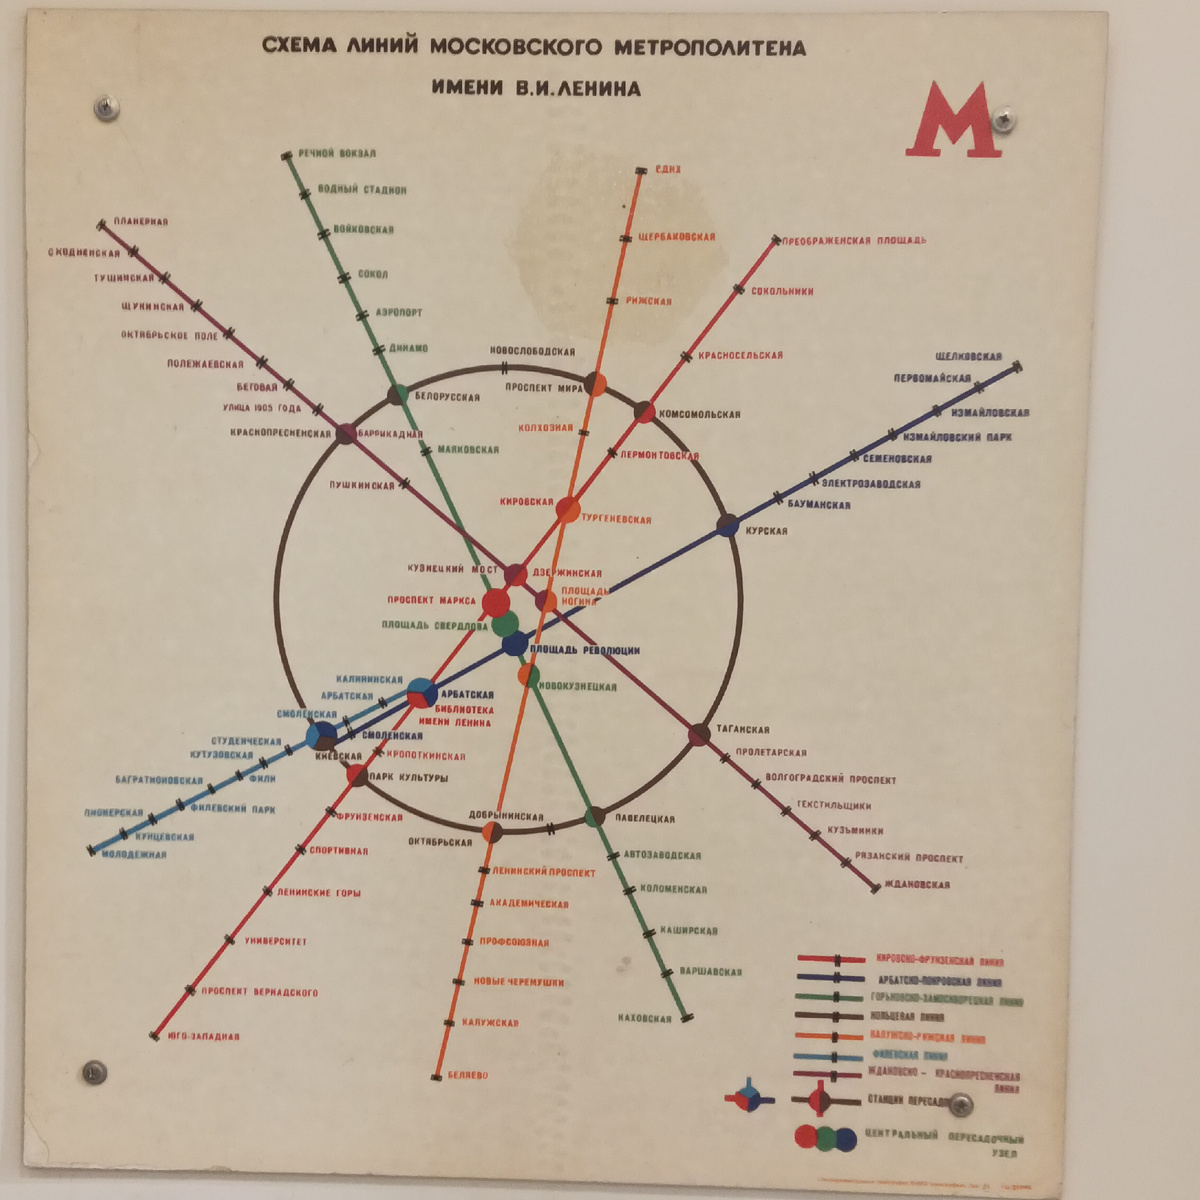 СХЕМА ЛИНИЙ МОСКОВСКОГО МЕТРОПОЛИТЕНА
ИМЕНИ В.И.ЛЕНИНА
М
РЕЧНОЙ ВОКЗАЛ
ВОДНЫЙ СТАДИОН
ВОЙКОВСКАЯ
СОКОЛ
АЭРОПОРТ
ДИНАМО
БЕЛОРУССКАЯ
МАЯКОВСКАЯ
ПЛАНЕРНАЯ
СХОДНЕНСКАЯ
ТУШИНСКАЯ
ЩУКИНСКАЯ
ОКТЯБРЬСКОЕ ПОЛЕ
ПОЛЕЖАЕВСКАЯ
БЕГОВАЯ
УЛИЦА 1905 ГОДА
КРАСНОПРЕСНЕНСКАЯ
БАРРИКАДНАЯ
ПУШКИНСКАЯ
НОВОСЛОБОДСКАЯ
ВДНХ
ЩЕРБАКОВСКАЯ
РИЖСКАЯ
ПРОСПЕКТ МИРА
КОЛХОЗНАЯ
ПРЕОБРАЖЕНСКАЯ ПЛОЩАДЬ
СОКОЛЬНИКИ
КРАСНОСЕЛЬСКАЯ
КОМСОМОЛЬСКАЯ
ЛЕРМОНТОВСКАЯ
КИРОВСКАЯ
ТУРГЕНЕВСКАЯ
ЩЕЛКОВСКАЯ
ПЕРВОМАЙСКАЯ
ИЗМАЙЛОВСКАЯ
ИЗМАЙЛОВСКИЙ ПАРК
СЕМЕНОВСКАЯ
ЭЛЕКТРОЗАВОДСКАЯ
БАУМАНСКАЯ
КУРСКАЯ
КУЗНЕЦКИЙ МОСТ
ДЗЕРЖИНСКАЯ
ПРОСПЕКТ МАРКСА
ПЛОЩАДЬ
НОГИНА
ПЛОЩАДЬ СВЕРДЛОВА
ПЛОЩАДЬ РЕВОЛЮЦИИ
НОВОКУЗНЕЦКАЯ
КАЛИНИНСКАЯ
АРБАТСКАЯ
АРБАТСКАЯ
БИБЛИОТЕКА
ИМЕНИ ЛЕНИНА
СМОЛЕНСКАЯ
СМОЛЕНСКАЯ
СТУДЕНЧЕСКАЯ
КУТУЗОВСКАЯ
КИЕВСКАЯ
КРОПОТКИНСКАЯ
ПАРК КУЛЬТУРЫ
БАГРАТИОНОВСКАЯ
ФИЛИ
ПИОНЕРСКАЯ
ФИЛЕВСКИЙ ПАРК
КУНЦЕВСКАЯ
МОЛОДЕЖНАЯ
ФРУНЗЕНСКАЯ
СПОРТИВНАЯ
ЛЕНИНСКИЕ ГОРЫ
УНИВЕРСИТЕТ
ПРОСПЕКТ ВЕРНАДСКОГО
ЮГО-ЗАПАДНАЯ
ДОБРЫНИНСКАЯ
ОКТЯБРЬСКАЯ
ЛЕНИНСКИЙ ПРОСПЕКТ
АКАДЕМИЧЕСКАЯ
ПРОФСОЮЗНАЯ
НОВЫЕ ЧЕРЕМУШКИ
КАЛУЖСКАЯ
БЕЛЯЕВО
ПАВЕЛЕЦКАЯ
АВТОЗАВОДСКАЯ
КОЛОМЕНСКАЯ
КАШИРСКАЯ
ВАРШАВСКАЯ
КАХОВСКАЯ
ТАГАНСКАЯ
ПРОЛЕТАРСКАЯ
ВОЛГОГРАДСКИЙ ПРОСПЕКТ
ТЕКСТИЛЬЩИКИ
КУЗЬМИНКИ
РЯЗАНСКИЙ ПРОСПЕКТ
ЖДАНОВСКАЯ
КИРОВСКО-ФРУНЗЕНСКАЯ ЛИНИЯ
АРБАТСКО-ПОКРОВСКАЯ ЛИНИЯ
ГОРЬКОВСКО-ЗАМОСКВОРЕЦКАЯ ЛИНИЯ
КОЛЬЦЕВАЯ ЛИНИЯ
КАЛУЖСКО-РИЖСКАЯ ЛИНИЯ
ФИЛЕВСКАЯ ЛИНИЯ
ЖДАНОВСКО - КРАСНОПРЕСНЕНСКАЯ
ЛИНИЯ
СТАНЦИИ ПЕРЕСАДО
ЦЕНТРАЛЬНЫЙ ПЕРЕСАДОЧНЫЙ
УЗЕЛ